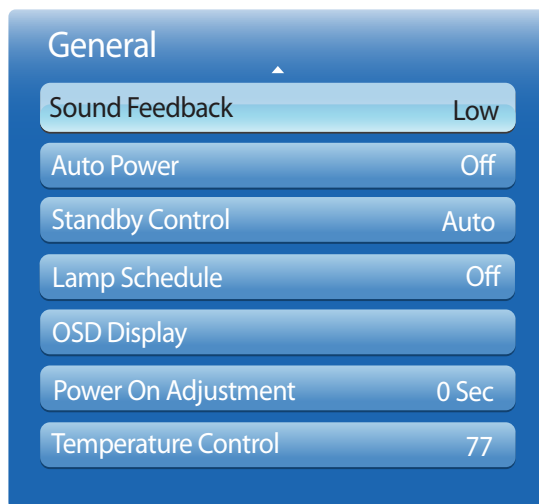 General
Sound Feedback Low
Auto Power Off
Standby Control Auto
Lamp Schedule Off
OSD Display
Power On Adjustment 0 Sec
Temperature Control 77